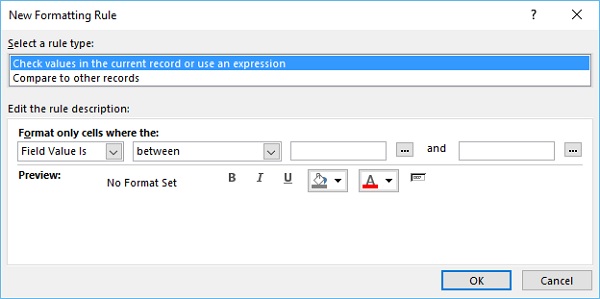 New Formatting Rule
?
Select a rule type:
Check values in the current record or use an expression
Compare to other records
Edit the rule description:
Format only cells where the:
Field Value Is between ... and ...
Preview: No Format Set B I U A
OK Cancel